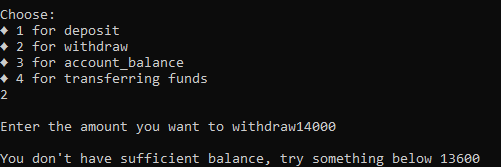 Choose:
♦ 1 for deposit
♦ 2 for withdraw
♦ 3 for account_balance
♦ 4 for transferring funds
2
Enter the amount you want to withdraw14000
You don't have sufficient balance, try something below 13600